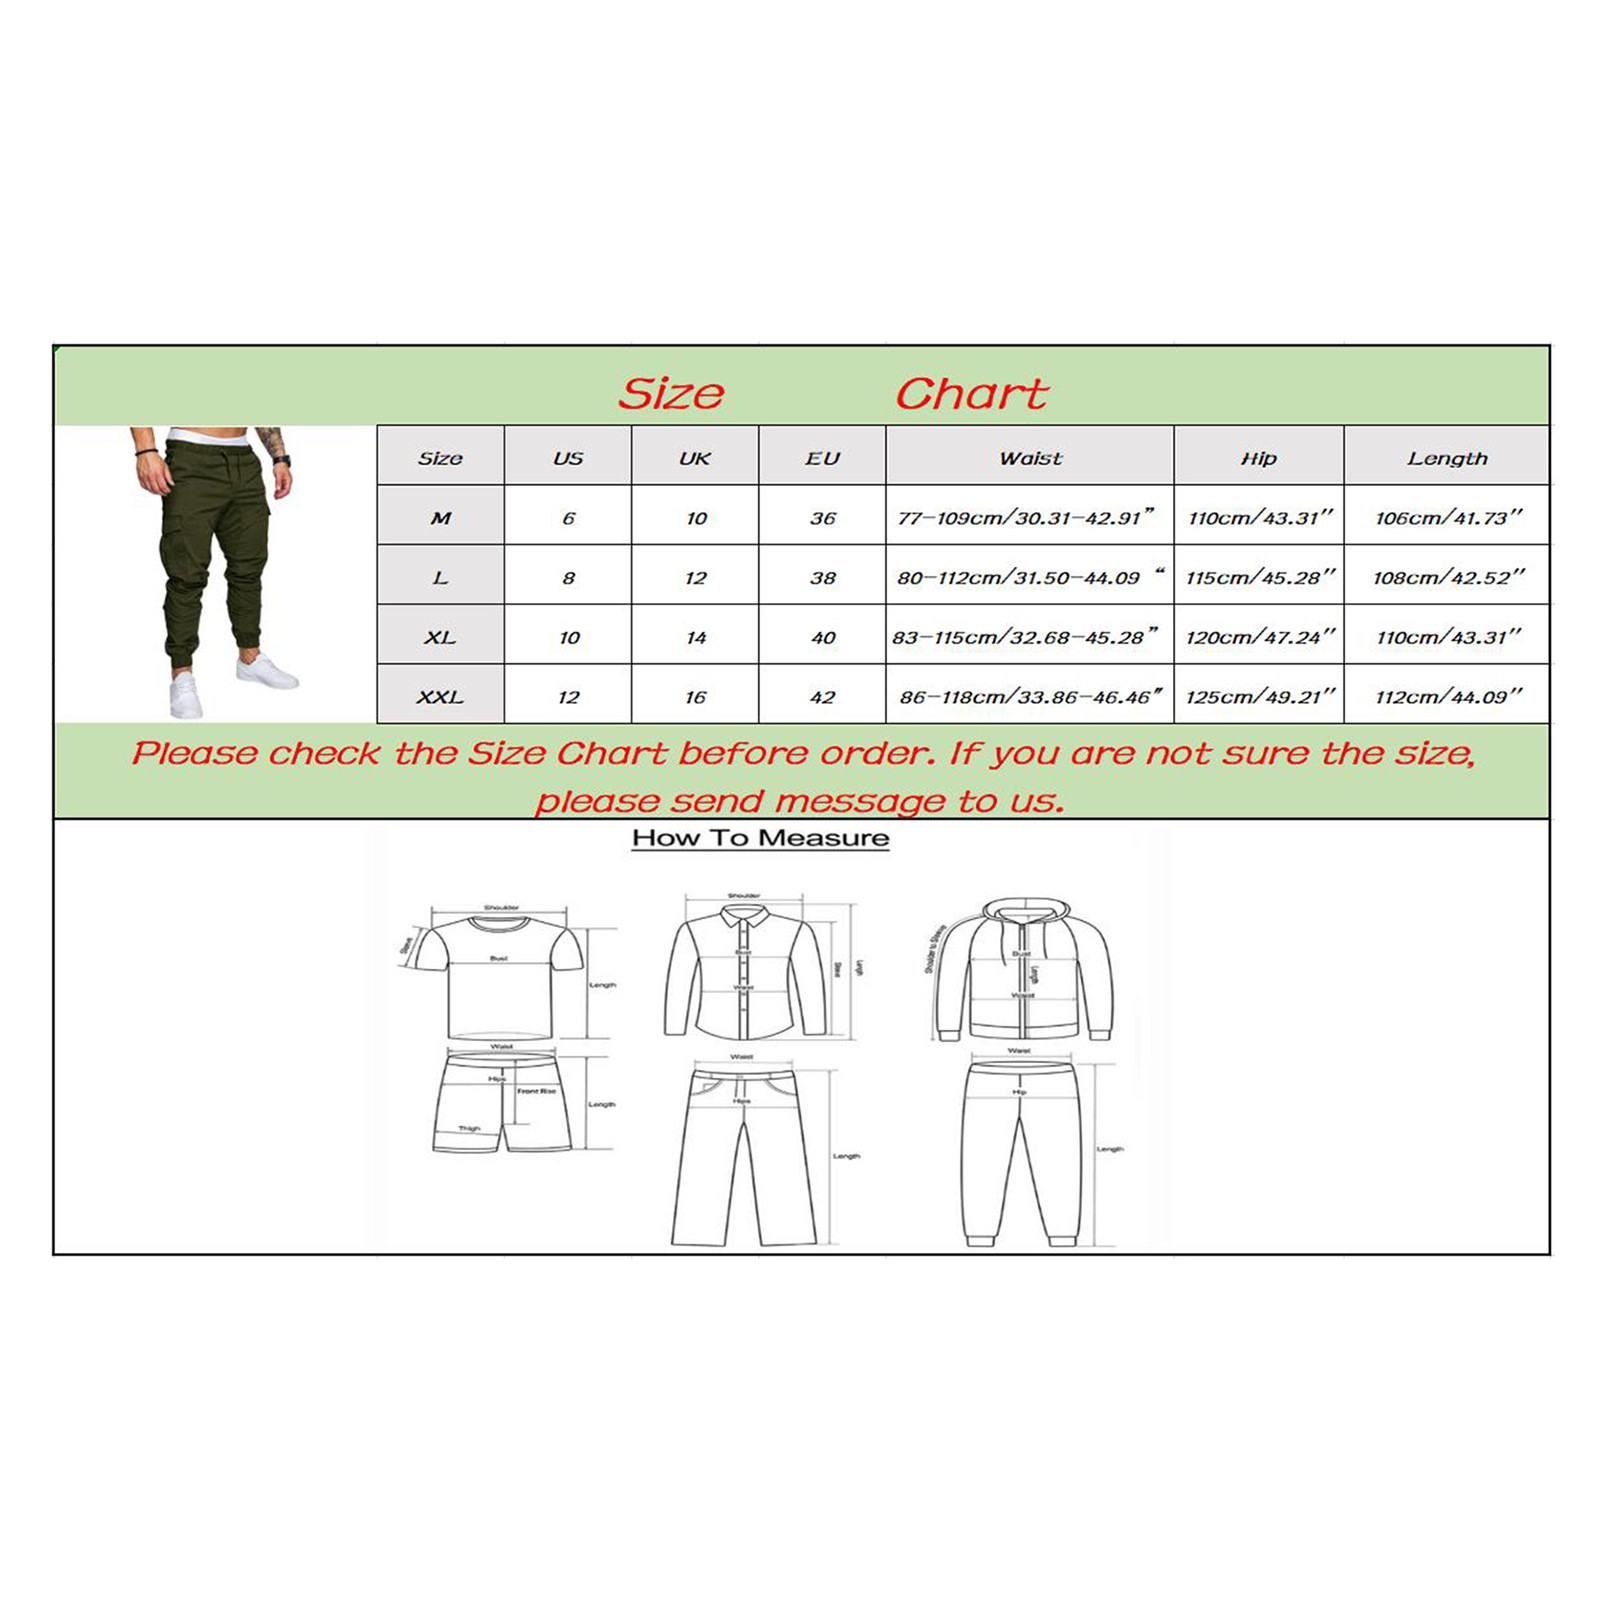 Size Chart
Size US UK EU Waist Hip Length
M 6 10 36 77-109cm/30.31-42.91” 110cm/43.31″ 106cm/41.73″
L 8 12 38 80-112cm/31.50-44.09 “ 115cm/45.28″ 108cm/42.52″
XL 10 14 40 83-115cm/32.68-45.28” 120cm/47.24″ 110cm/43.31″
XXL 12 16 42 86-118cm/33.86-46.46″ 125cm/49.21″ 112cm/44.09″
Please check the Size Chart before order. If you are not sure the size,
please send message to us.
How To Measure
Shoulder
Sleeve
Bust
Length
Waist
Hips
Front Rise
Thigh
Length
Shoulder
Bust
Waist
Sleeve
Length
Waist
Hips
Length
Shoulder to Sleeve
Bust
Length
Waist
Waist
Hip
Length